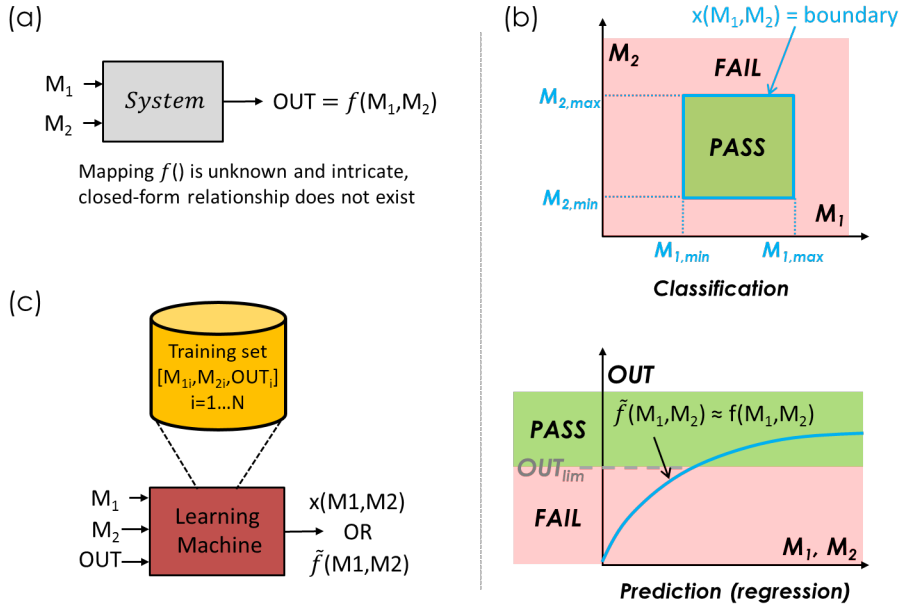 (a)
M₁
M₂
System
OUT = f(M₁,M₂)
Mapping f() is unknown and intricate,
closed-form relationship does not exist
(b)
x(M₁,M₂) = boundary
M₂
FAIL
M₂,max
PASS
M₂,min
M₁
M₁,min
M₁,max
Classification
OUT
f̃(M₁,M₂) ≈ f(M₁,M₂)
PASS
OUTlim
FAIL
M₁, M₂
Prediction (regression)
(c)
Training set
[M₁ᵢ,M₂ᵢ,OUTᵢ]
i=1...N
M₁
M₂
OUT
Learning
Machine
x(M1,M2)
OR
f̃(M1,M2)